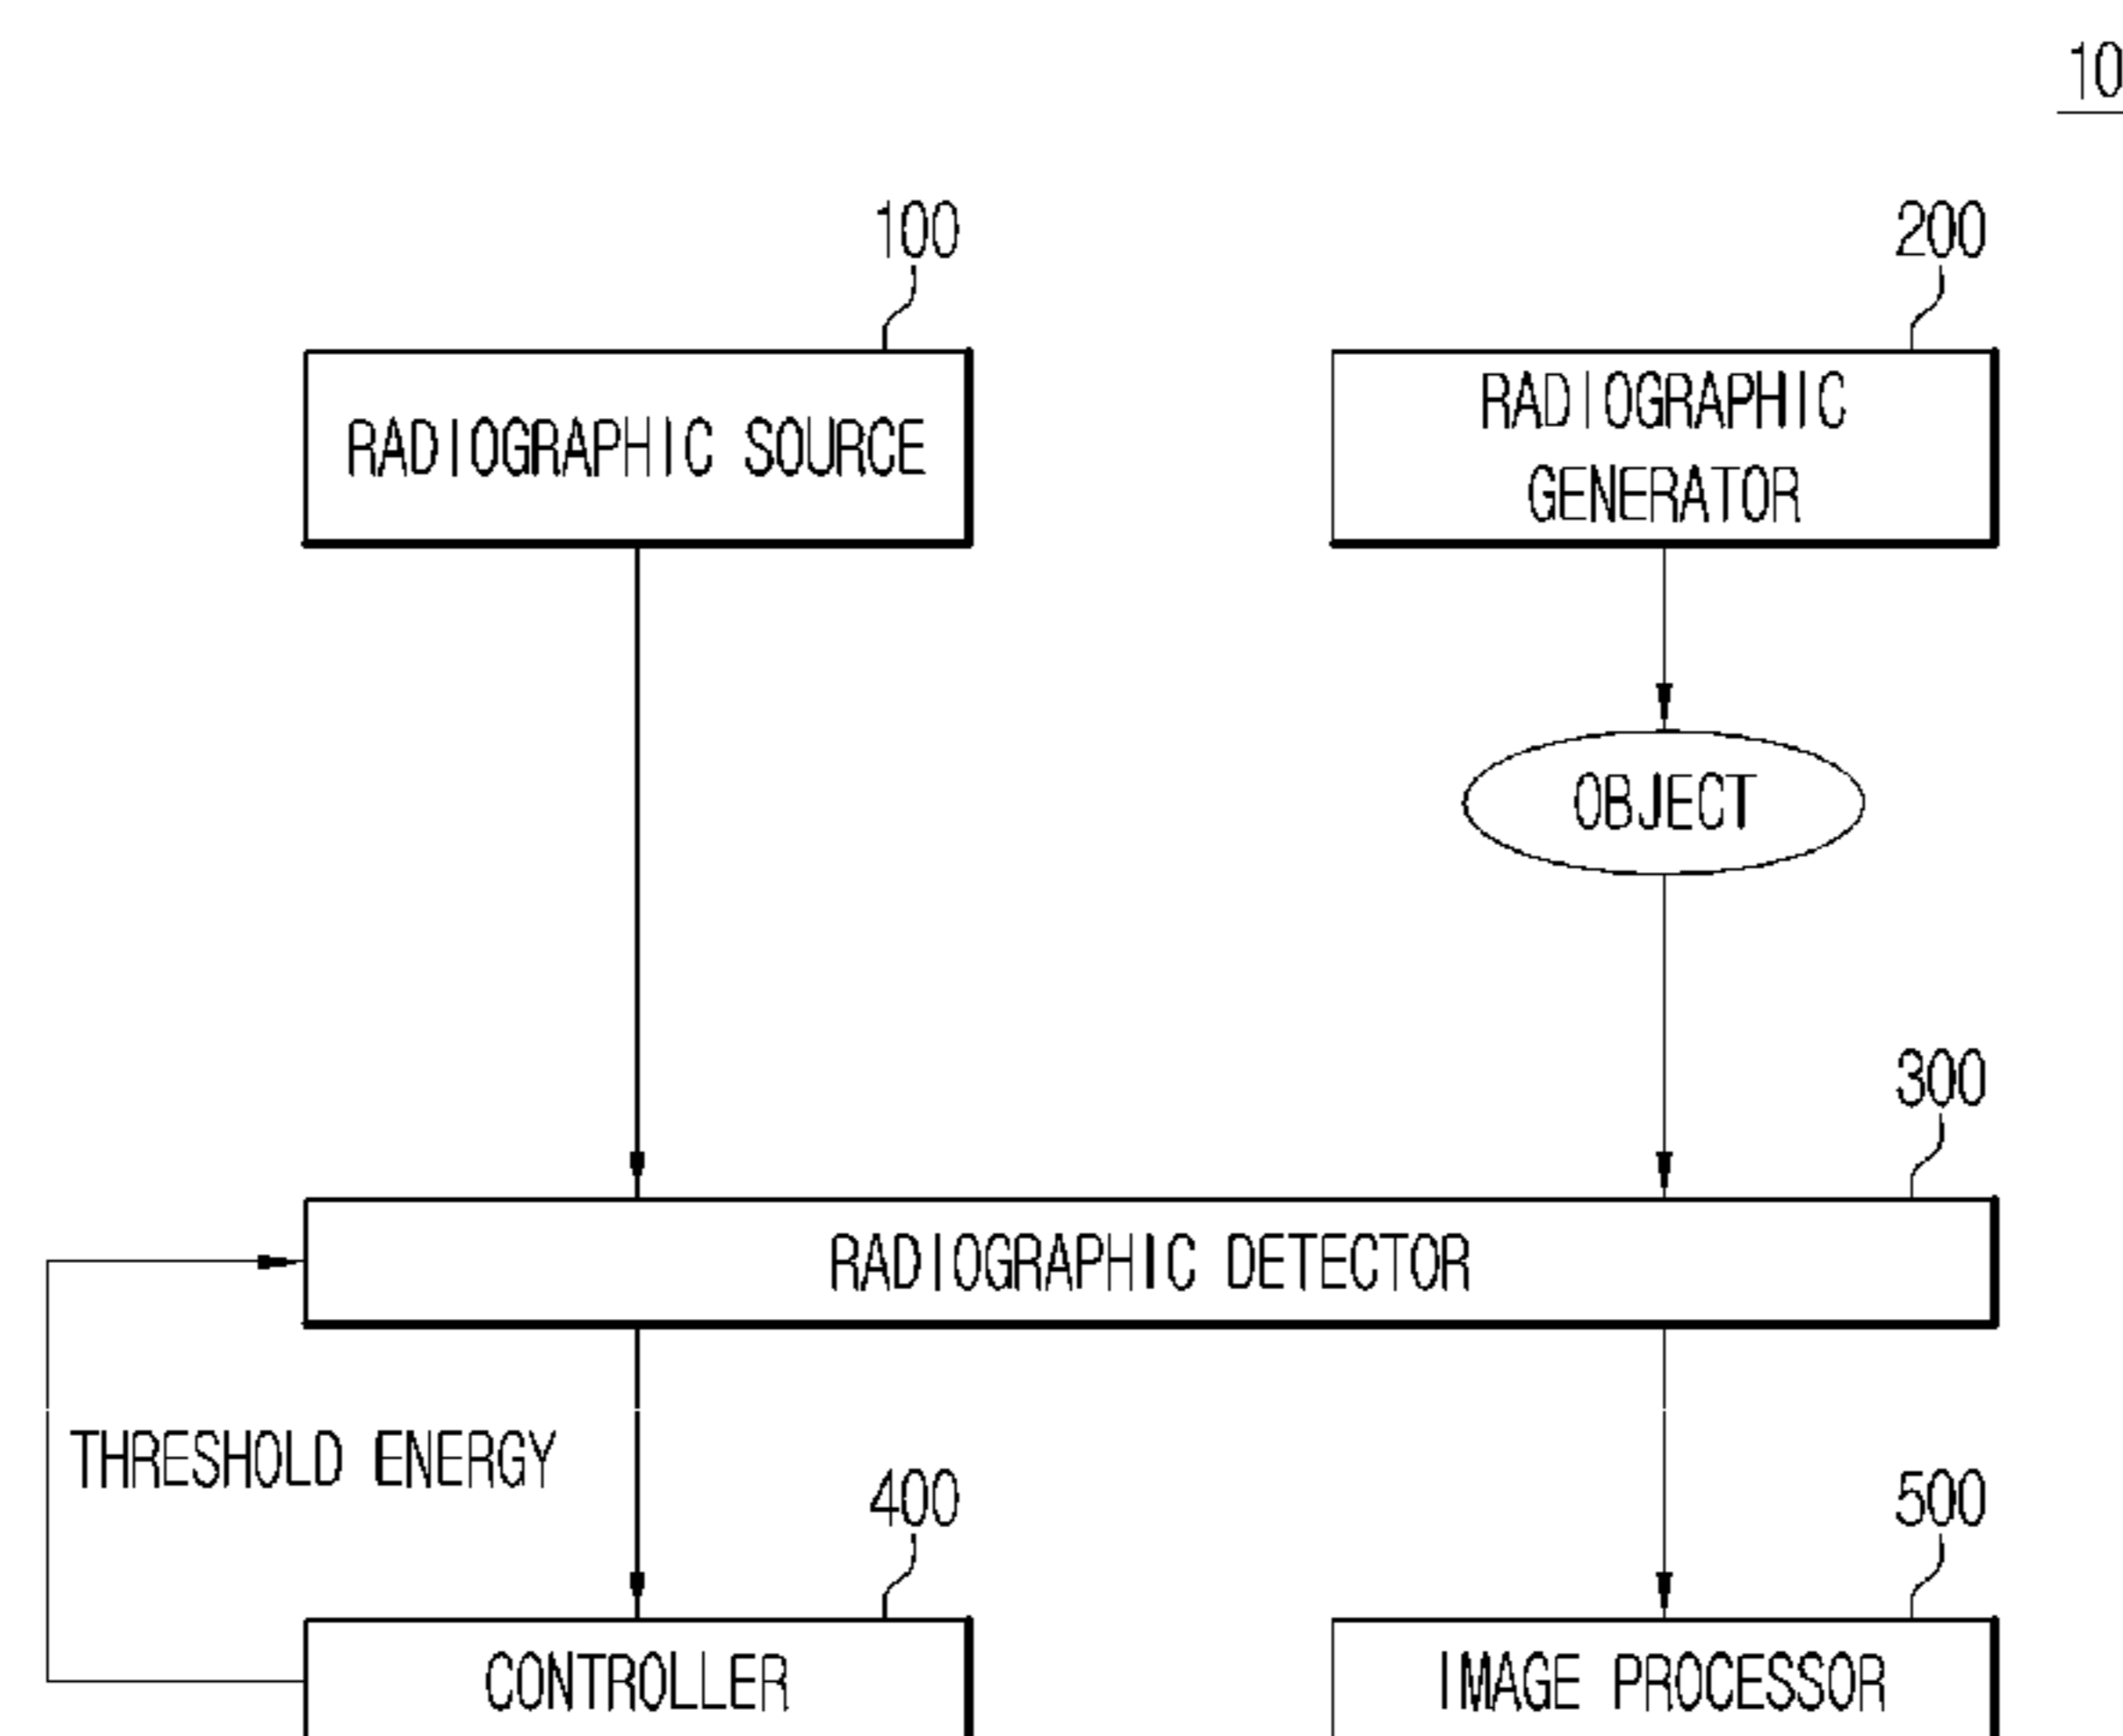 10
100
200
RADIOGRAPHIC SOURCE
RADIOGRAPHIC
GENERATOR
OBJECT
300
RADIOGRAPHIC DETECTOR
THRESHOLD ENERGY
400
500
CONTROLLER
IMAGE PROCESSOR